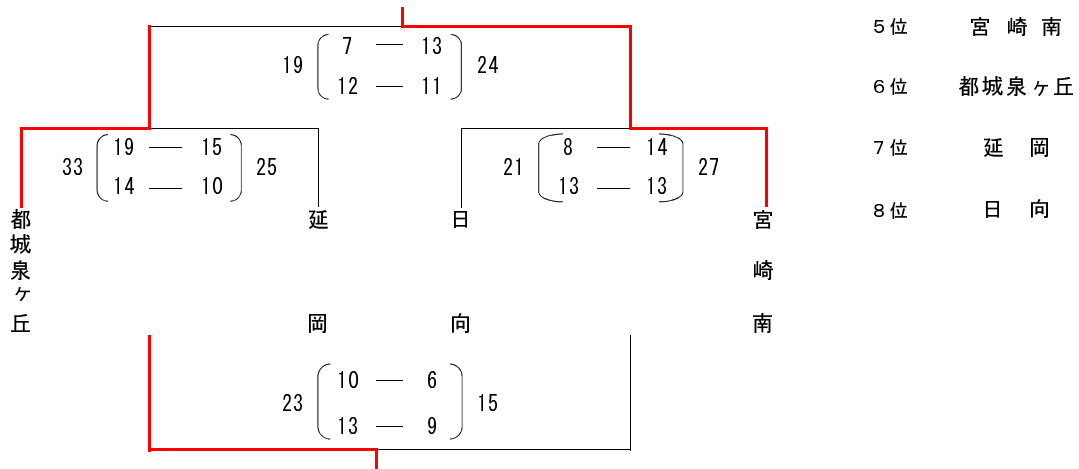 7 — 13
19 24
12 — 11
19 — 15
33 25
14 — 10
8 — 14
21 27
13 — 13
都城泉ヶ丘
延岡
日向
宮崎南
10 — 6
23 15
13 — 9
5位 宮崎南
6位 都城泉ヶ丘
7位 延岡
8位 日向